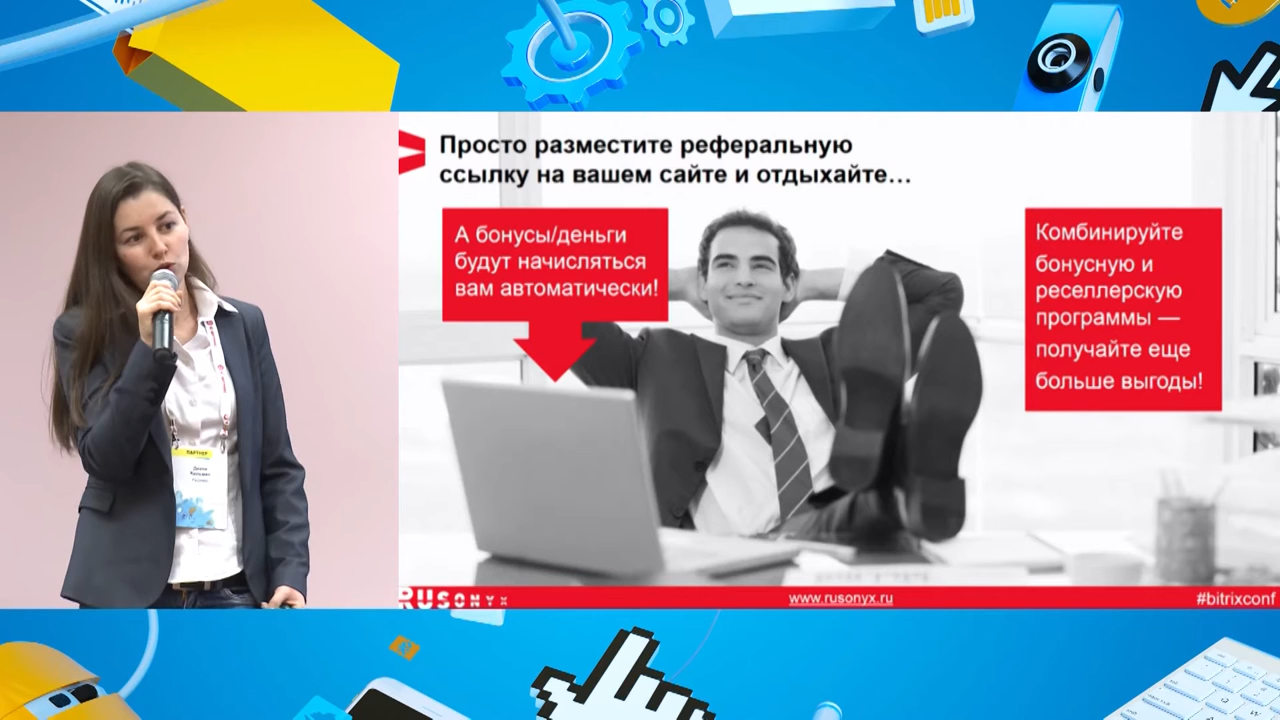 Просто разместите реферальную
ссылку на вашем сайте и отдыхайте…
А бонусы/деньги
будут начисляться
вам автоматически!
Комбинируйте
бонусную и
реселлерскую
программы —
получайте еще
больше выгоды!
ПАРТНЕР
RUSONYX
www.rusonyx.ru
#bitrixconf